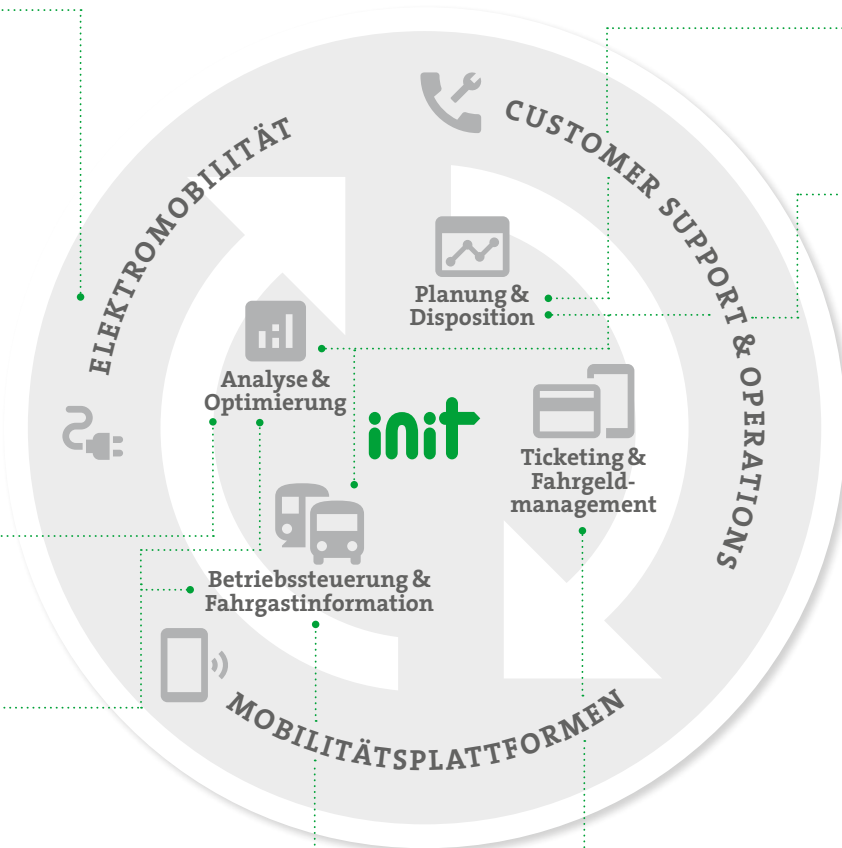 ELEKTROMOBILITÄT
CUSTOMER SUPPORT & OPERATIONS
Planung &
Disposition
Analyse &
Optimierung
init
Ticketing &
Fahrgeld-
management
Betriebssteuerung &
Fahrgastinformation
MOBILITÄTSPLATTFORMEN